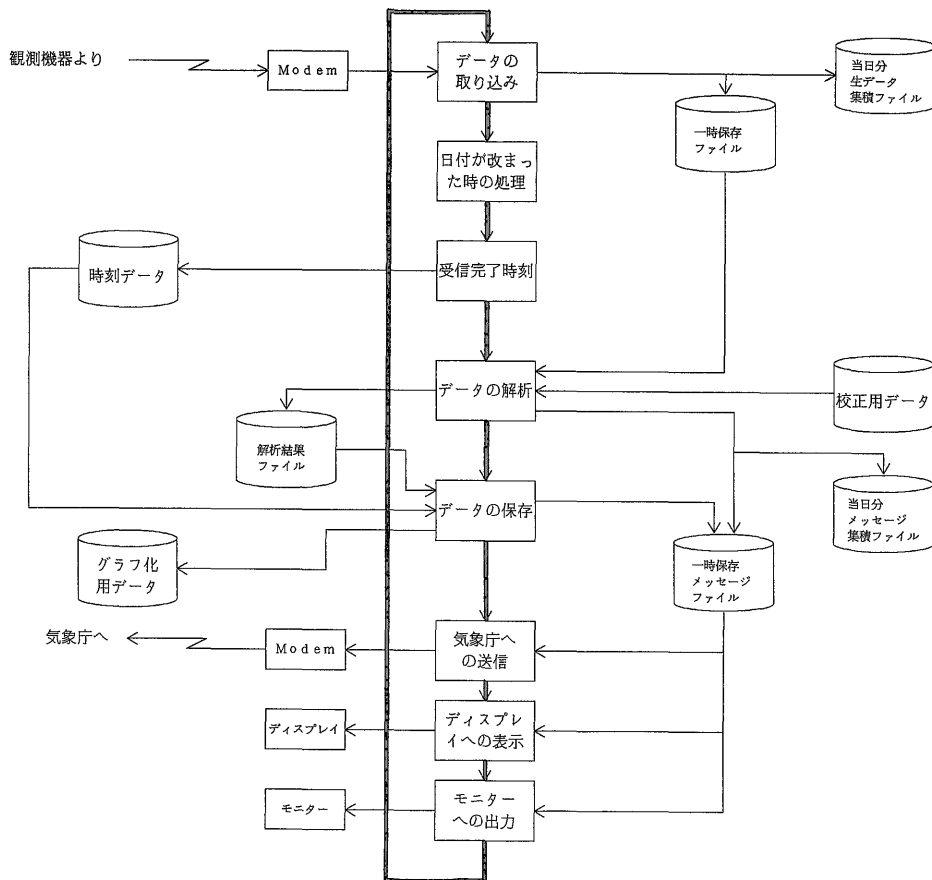 観測機器より
Modem
データの
取り込み
当日分
生データ
集積ファイル
一時保存
ファイル
日付が改まっ
た時の処理
時刻データ
受信完了時刻
データの解析
校正用データ
解析結果
ファイル
データの保存
当日分
メッセージ
集積ファイル
グラフ化
用データ
一時保存
メッセージ
ファイル
気象庁へ
Modem
気象庁へ
の送信
ディスプレイ
ディスプレ
イへの表示
モニター
モニター
への出力